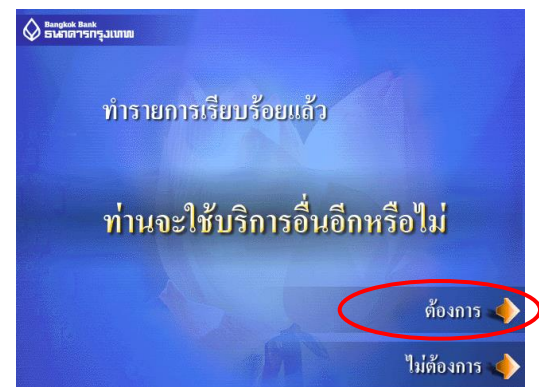 Bangkok Bank
ธนาคารกรุงเทพ
ทำรายการเรียบร้อยแล้ว
ท่านจะใช้บริการอื่นอีกหรือไม่
ต้องการ
ไม่ต้องการ